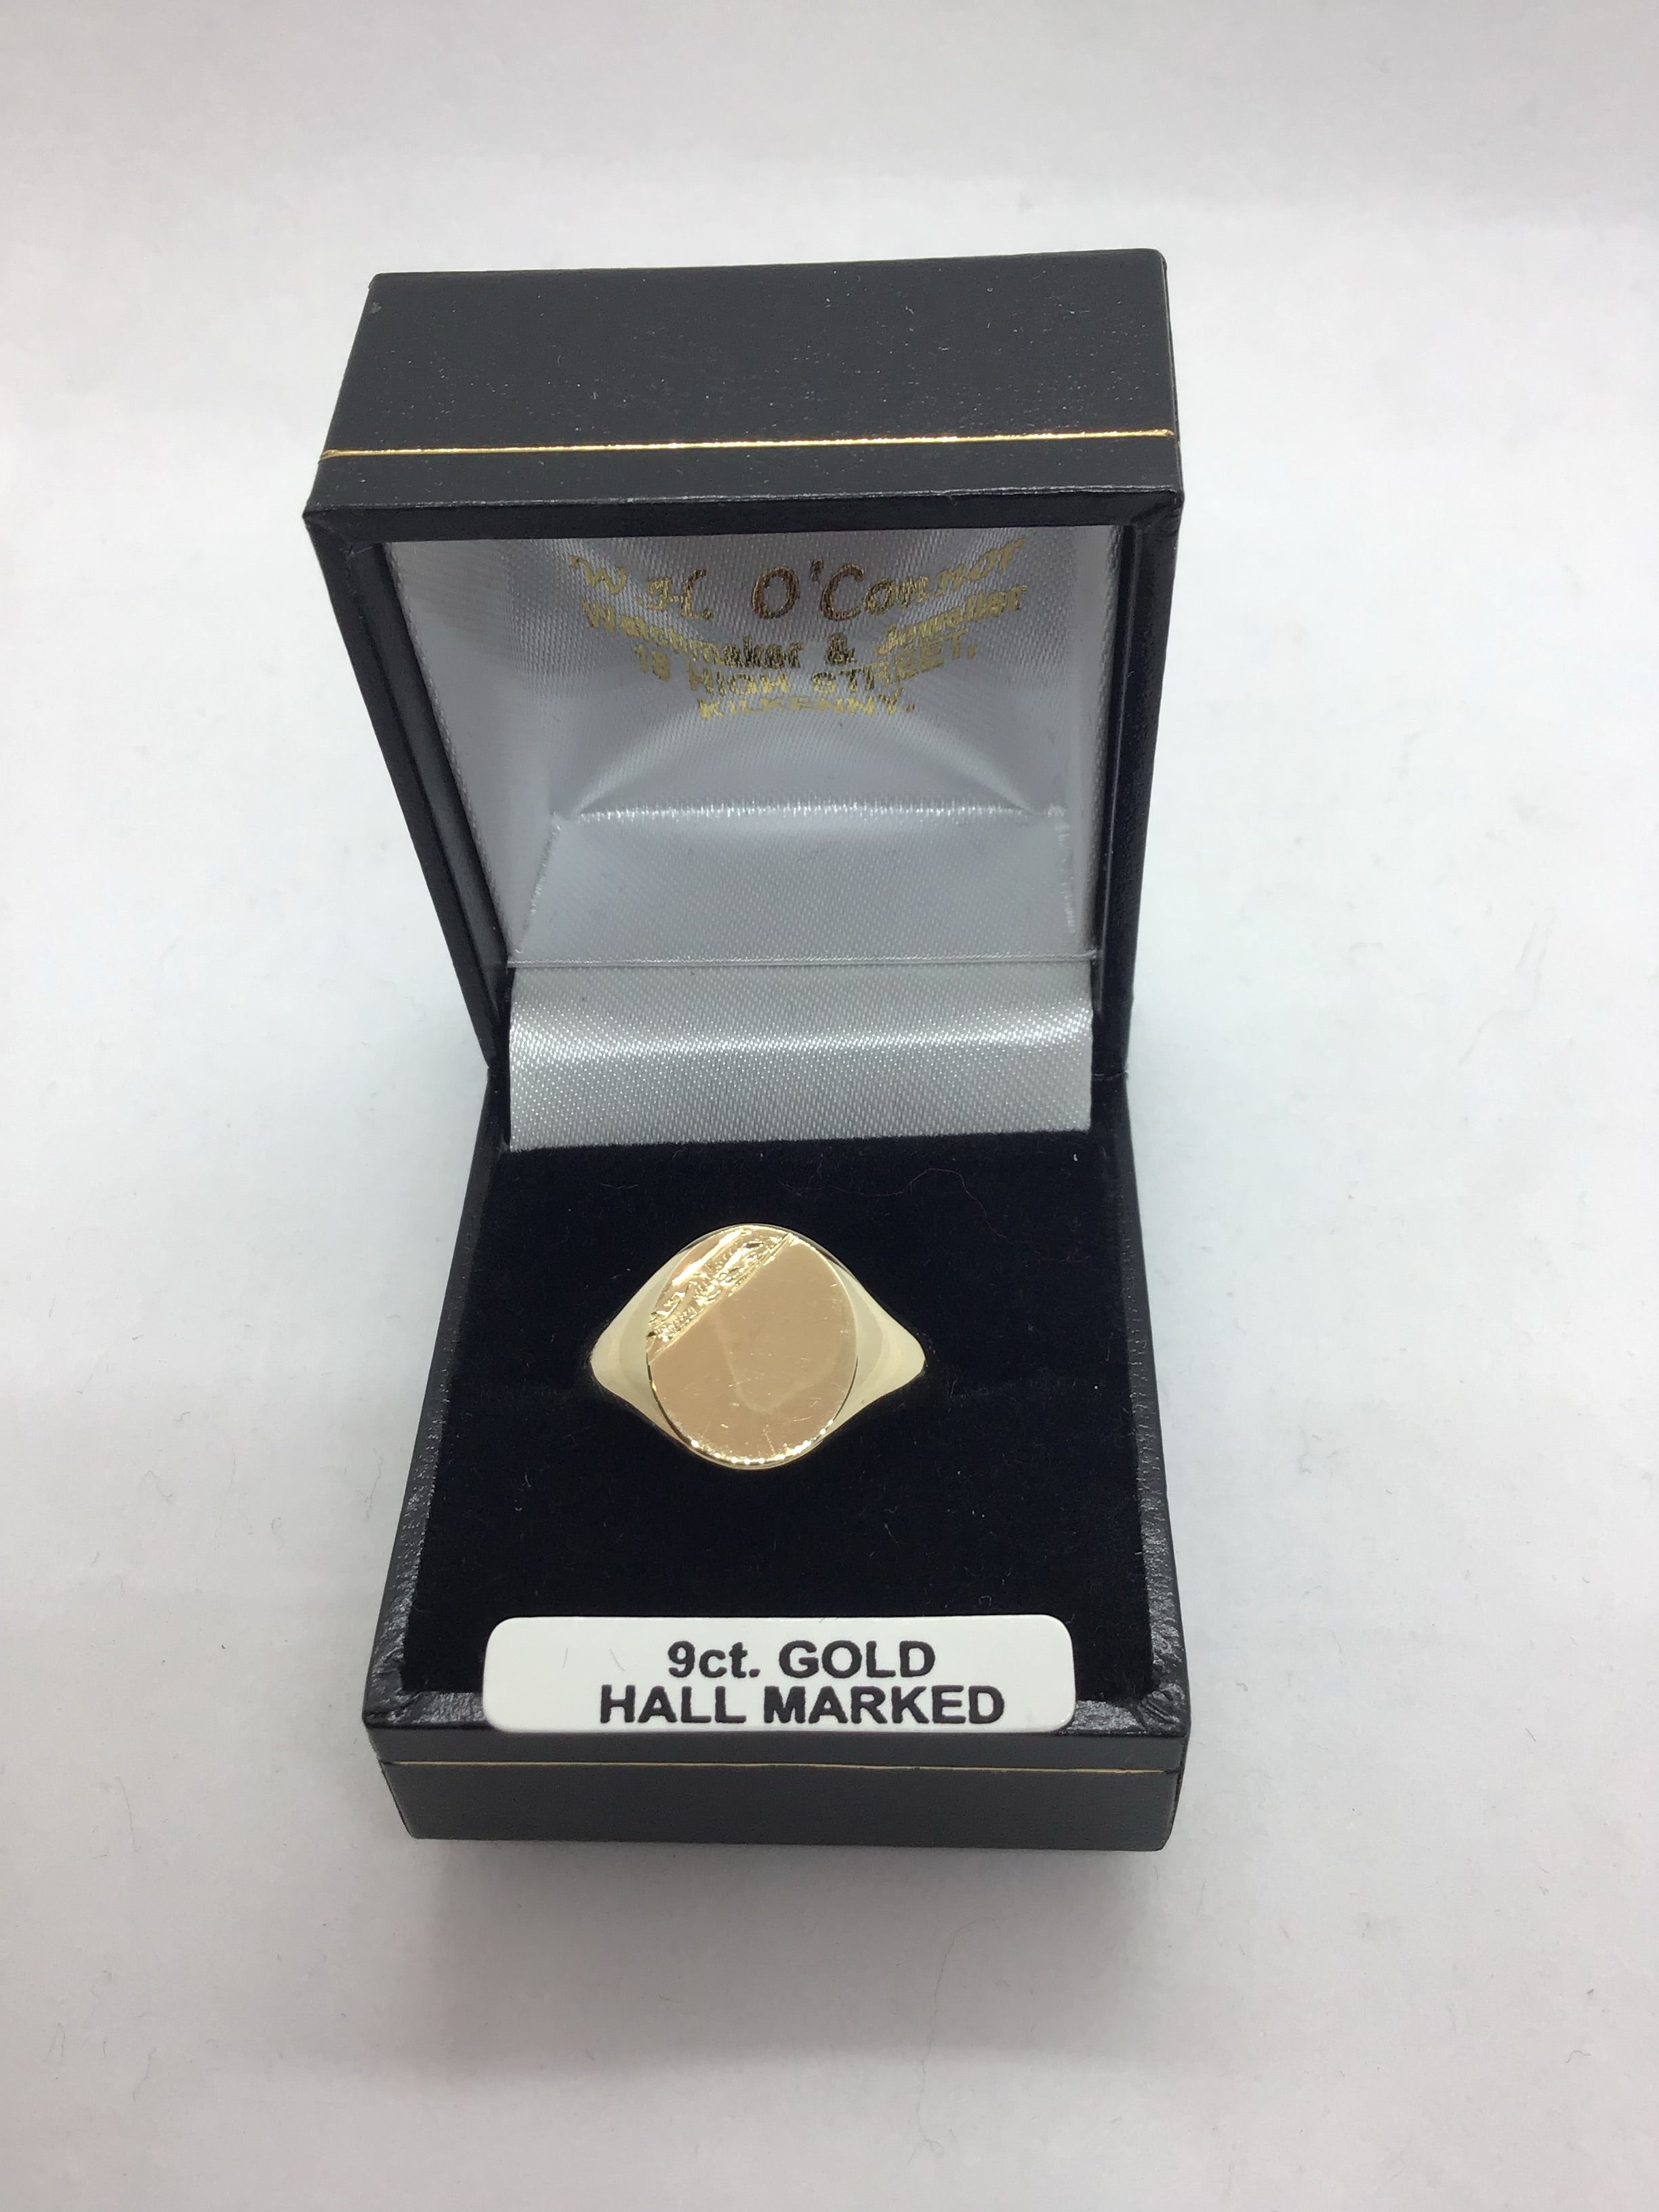 W.H. O'Connor
Watchmaker & Jeweller
18 HIGH STREET,
KILKENNY.
9ct. GOLD
HALL MARKED